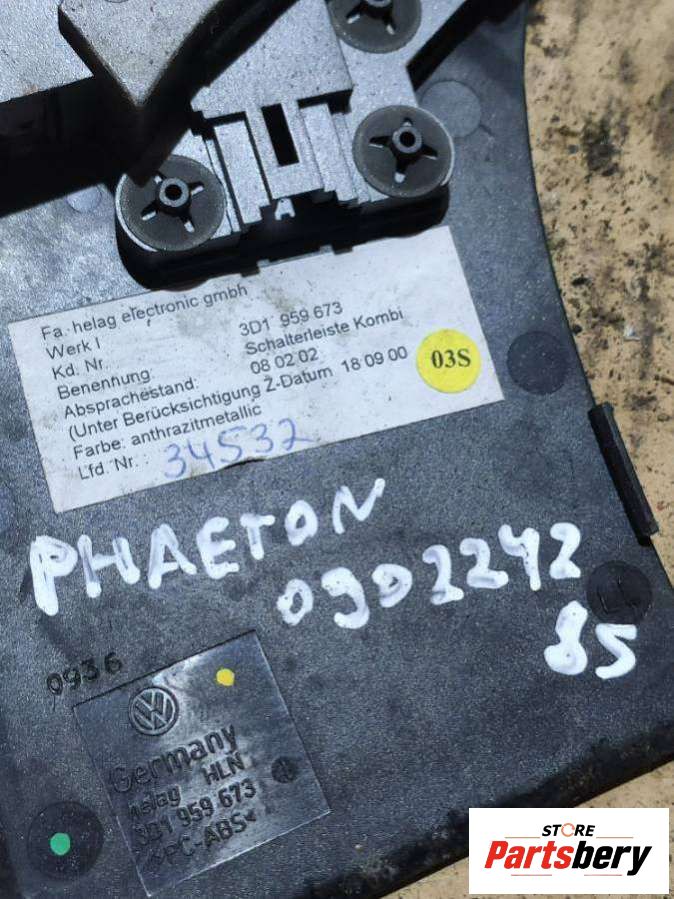 A
Fa. helag electronic gmbh
Werk I
Kd. Nr. 3D1 959 673
Benennung: Schalterleiste Kombi
Absprachestand: 08 02 02
(Unter Berücksichtigung Z-Datum 18 09 00
Farbe: anthrazitmetallic
Lfd. Nr.: 34532
03S
PHAETON
0902242
85
0936
Germany
helag HLN
3D1 959 673
>PC-ABS<
STORE
Partsbery